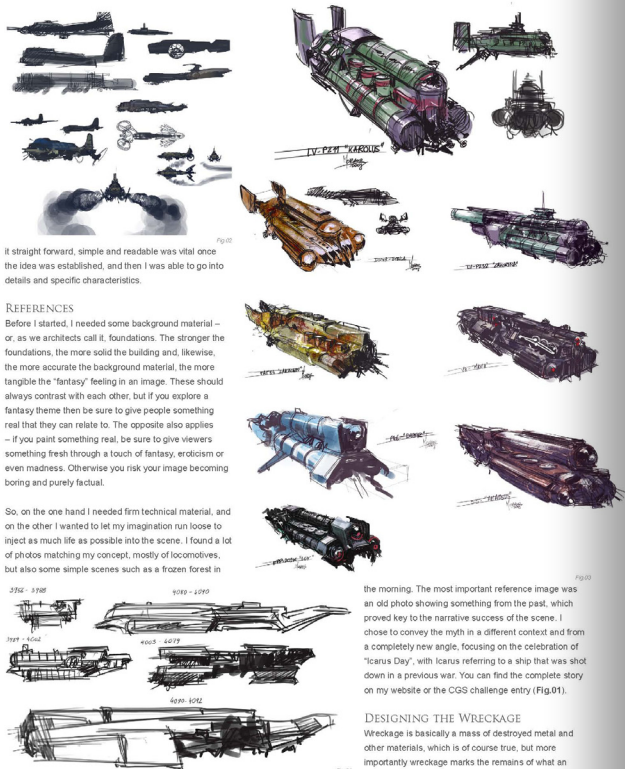 Fig.02
it straight forward, simple and readable was vital once
the idea was established, and then I was able to go into
details and specific characteristics.
REFERENCES
Before I started, I needed some background material –
or, as we architects call it, foundations. The stronger the
foundations, the more solid the building and, likewise,
the more accurate the background material, the more
tangible the “fantasy” feeling in an image. These should
always contrast with each other, but if you explore a
fantasy theme then be sure to give people something
real that they can relate to. The opposite also applies
– if you paint something real, be sure to give viewers
something fresh through a touch of fantasy, eroticism or
even madness. Otherwise you risk your image becoming
boring and purely factual.
So, on the one hand I needed firm technical material, and
on the other I wanted to let my imagination run loose to
inject as much life as possible into the scene. I found a lot
of photos matching my concept, mostly of locomotives,
but also some simple scenes such as a frozen forest in
"KAROLUS"
Fig.03
4080 - 4090
4003 - 4079
4090 - 4092
the morning. The most important reference image was
an old photo showing something from the past, which
proved key to the narrative success of the scene. I
chose to convey the myth in a different context and from
a completely new angle, focusing on the celebration of
“Icarus Day”, with Icarus referring to a ship that was shot
down in a previous war. You can find the complete story
on my website or the CGS challenge entry (Fig.01).
DESIGNING THE WRECKAGE
Wreckage is basically a mass of destroyed metal and
other materials, which is of course true, but more
importantly wreckage marks the remains of what an